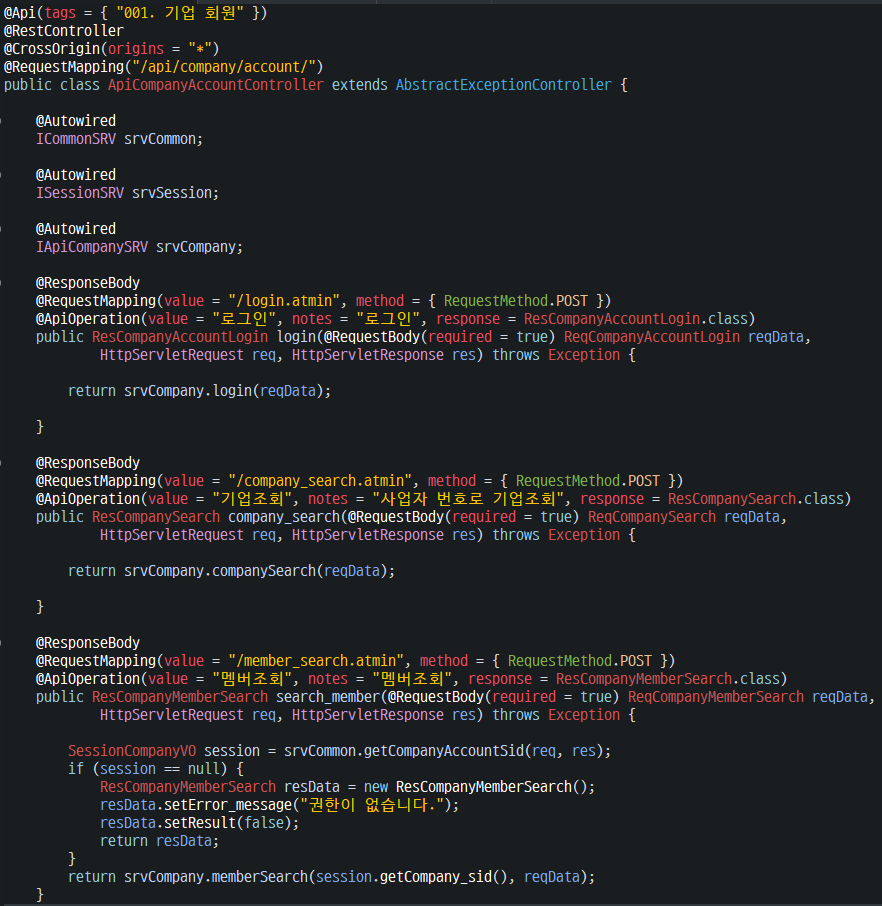 @Api(tags = { "001. 기업 회원" })
@RestController
@CrossOrigin(origins = "*")
@RequestMapping("/api/company/account/")
public class ApiCompanyAccountController extends AbstractExceptionController {
@Autowired
ICommonSRV srvCommon;
@Autowired
ISessionSRV srvSession;
@Autowired
IApiCompanySRV srvCompany;
@ResponseBody
@RequestMapping(value = "/login.atmin", method = { RequestMethod.POST })
@ApiOperation(value = "로그인", notes = "로그인", response = ResCompanyAccountLogin.class)
public ResCompanyAccountLogin login(@RequestBody(required = true) ReqCompanyAccountLogin reqData,
HttpServletRequest req, HttpServletResponse res) throws Exception {
return srvCompany.login(reqData);
}
@ResponseBody
@RequestMapping(value = "/company_search.atmin", method = { RequestMethod.POST })
@ApiOperation(value = "기업조회", notes = "사업자 번호로 기업조회", response = ResCompanySearch.class)
public ResCompanySearch company_search(@RequestBody(required = true) ReqCompanySearch reqData,
HttpServletRequest req, HttpServletResponse res) throws Exception {
return srvCompany.companySearch(reqData);
}
@ResponseBody
@RequestMapping(value = "/member_search.atmin", method = { RequestMethod.POST })
@ApiOperation(value = "멤버조회", notes = "멤버조회", response = ResCompanyMemberSearch.class)
public ResCompanyMemberSearch search_member(@RequestBody(required = true) ReqCompanyMemberSearch reqData,
HttpServletRequest req, HttpServletResponse res) throws Exception {
SessionCompanyVO session = srvCommon.getCompanyAccountSid(req, res);
if (session == null) {
ResCompanyMemberSearch resData = new ResCompanyMemberSearch();
resData.setError_message("권한이 없습니다.");
resData.setResult(false);
return resData;
}
return srvCompany.memberSearch(session.getCompany_sid(), reqData);
}